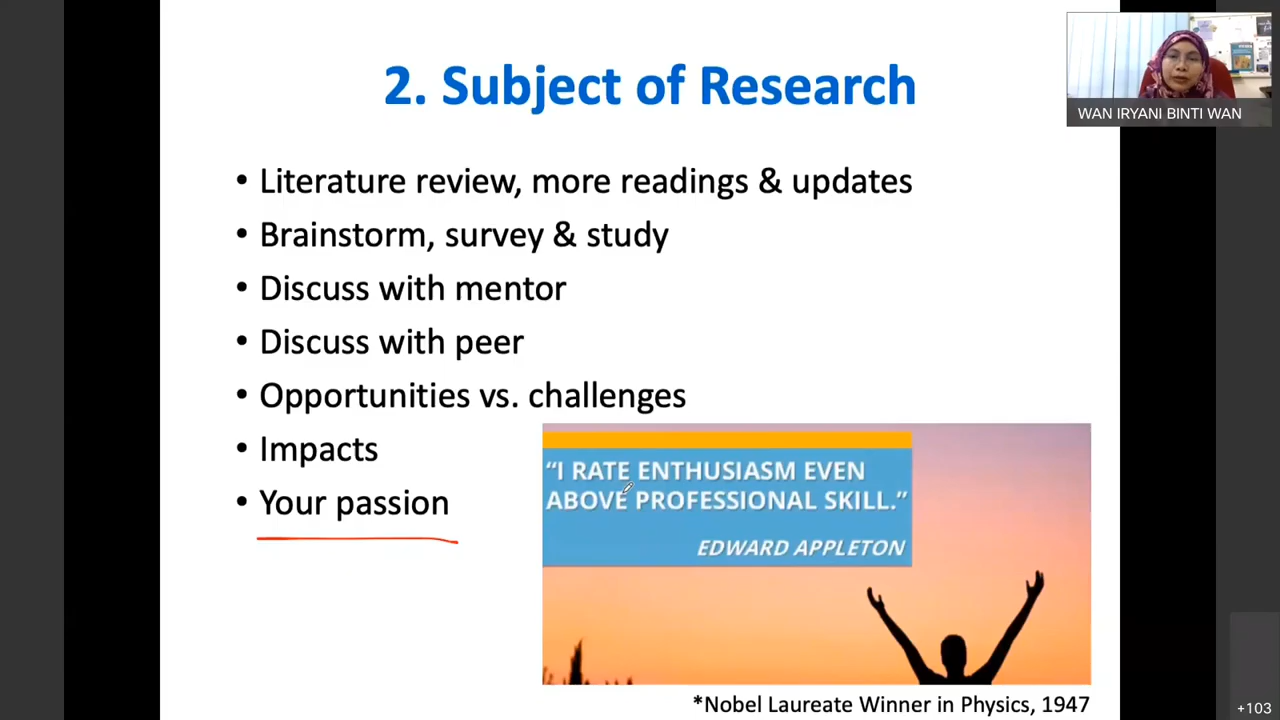 2. Subject of Research
WAN IRYANI BINTI WAN
• Literature review, more readings & updates
• Brainstorm, survey & study
• Discuss with mentor
• Discuss with peer
• Opportunities vs. challenges
• Impacts
• Your passion
“I RATE ENTHUSIASM EVEN
ABOVE PROFESSIONAL SKILL.”
EDWARD APPLETON
*Nobel Laureate Winner in Physics, 1947
+103